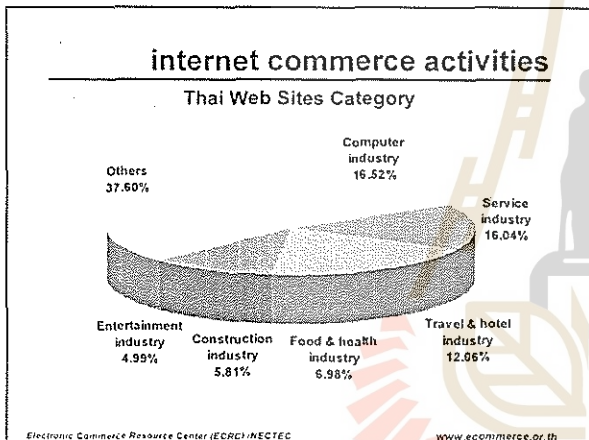 internet commerce activities
Thai Web Sites Category
Others
37.60%
Computer
industry
16.52%
Service
industry
16.04%
Travel & hotel
industry
12.06%
Food & health
industry
6.98%
Construction
industry
5.81%
Entertainment
industry
4.99%
Electronic Commerce Resource Center (ECRC)/NECTEC
www.ecommerce.or.th